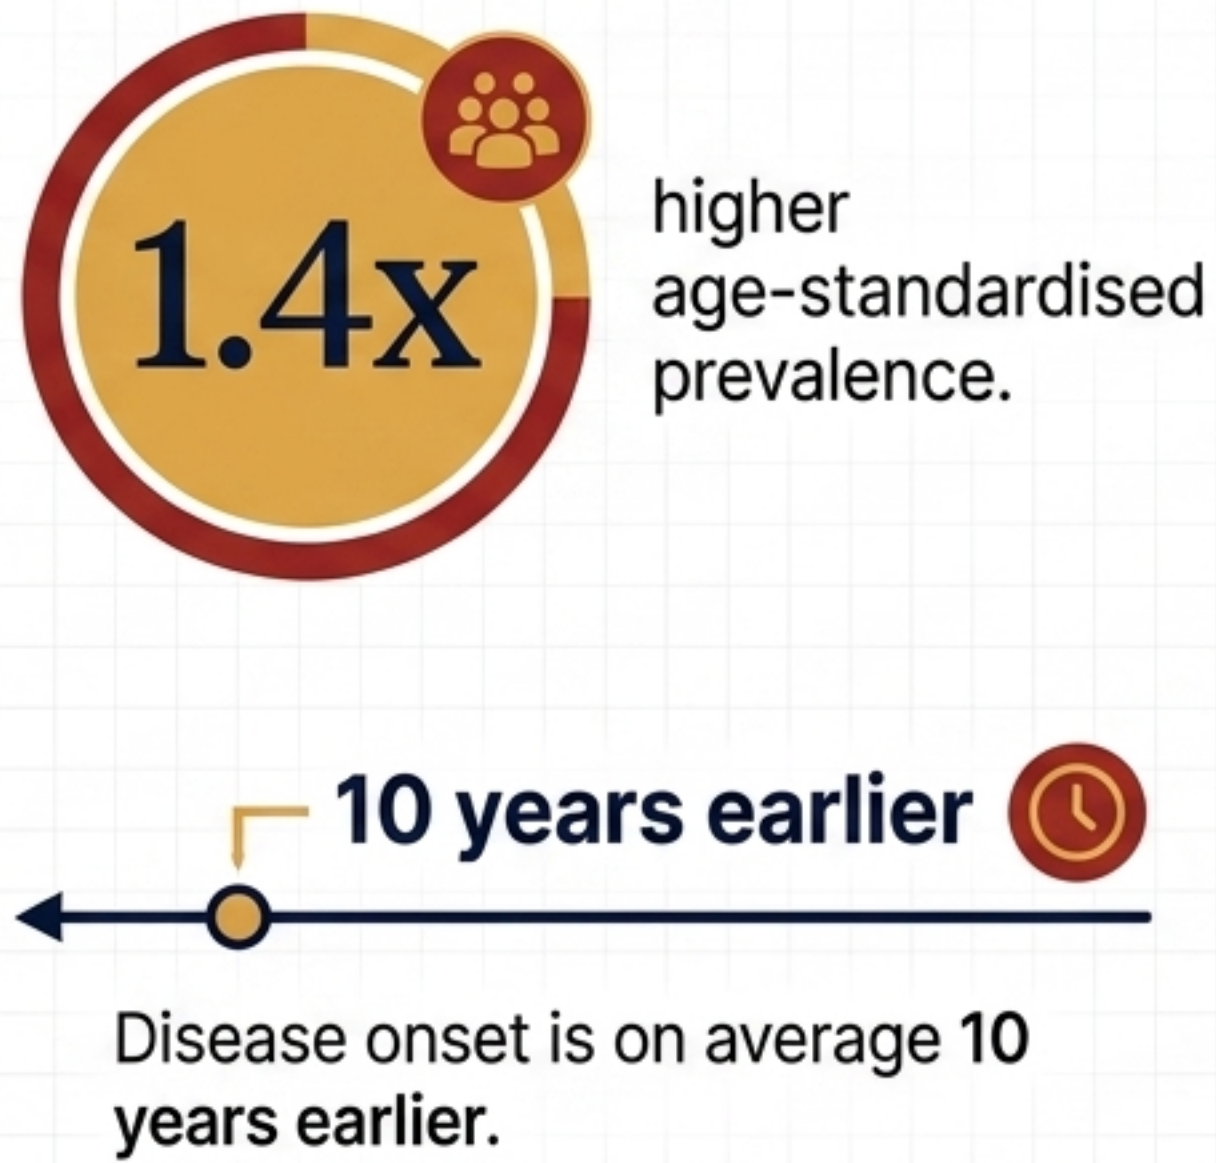 1.4x
higher
age-standardised
prevalence.
10 years earlier
Disease onset is on average 10
years earlier.